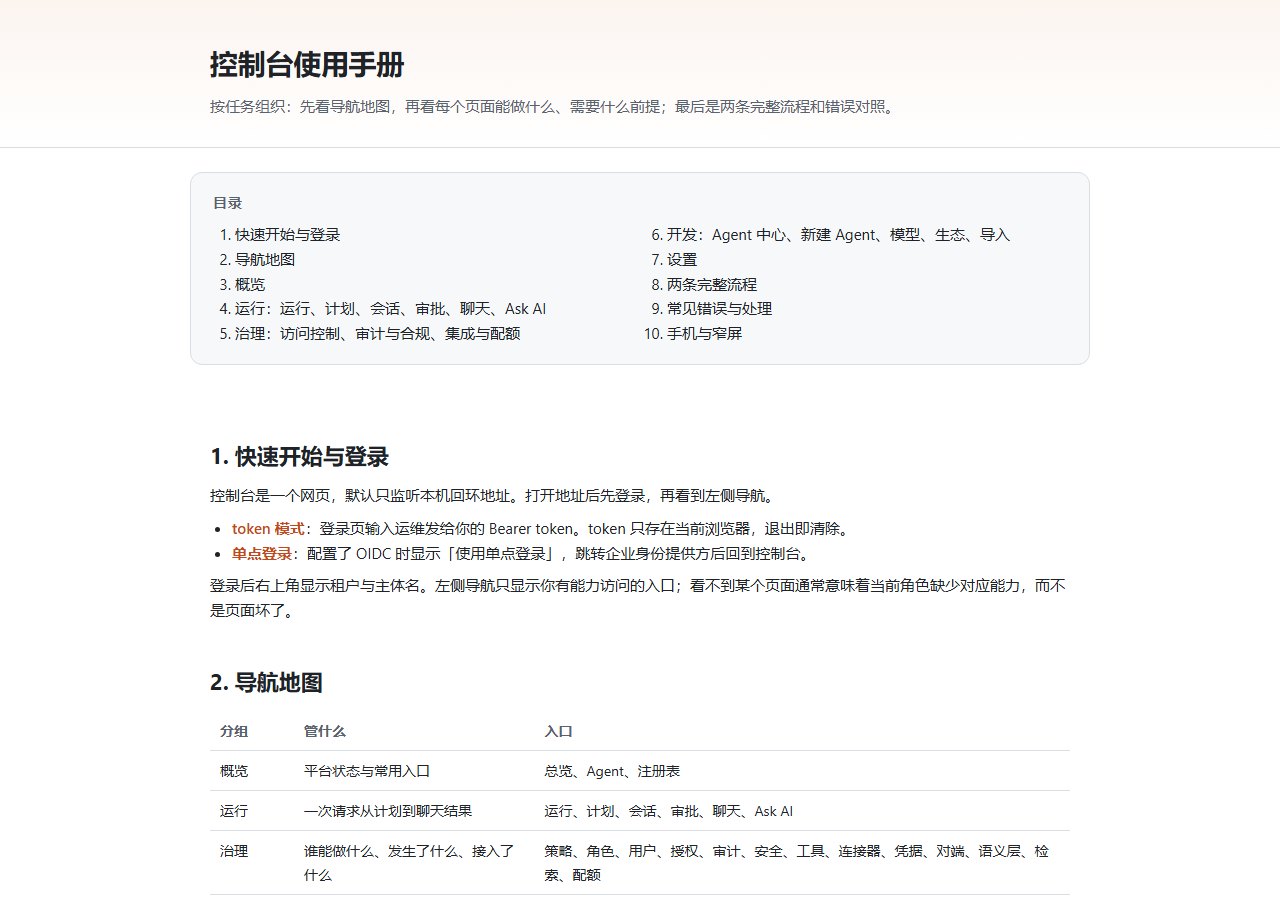 控制台使用手册
按任务组织：先看导航地图，再看每个页面能做什么、需要什么前提；最后是两条完整流程和错误对照。
目录
1. 快速开始与登录
2. 导航地图
3. 概览
4. 运行：运行、计划、会话、审批、聊天、Ask AI
5. 治理：访问控制、审计与合规、集成与配额
6. 开发：Agent 中心、新建 Agent、模型、生态、导入
7. 设置
8. 两条完整流程
9. 常见错误与处理
10. 手机与窄屏
1. 快速开始与登录
控制台是一个网页，默认只监听本机回环地址。打开地址后先登录，再看到左侧导航。
• token 模式：登录页输入运维发给你的 Bearer token。token 只存在当前浏览器，退出即清除。
• 单点登录：配置了 OIDC 时显示「使用单点登录」，跳转企业身份提供方后回到控制台。
登录后右上角显示租户与主体名。左侧导航只显示你有能力访问的入口；看不到某个页面通常意味着当前角色缺少对应能力，而不
是页面坏了。
2. 导航地图
分组 管什么 入口
概览 平台状态与常用入口 总览、Agent、注册表
运行 一次请求从计划到聊天结果 运行、计划、会话、审批、聊天、Ask AI
治理 谁能做什么、发生了什么、接入了 策略、角色、用户、授权、审计、安全、工具、连接器、凭据、对端、语义层、检
什么 索、配额